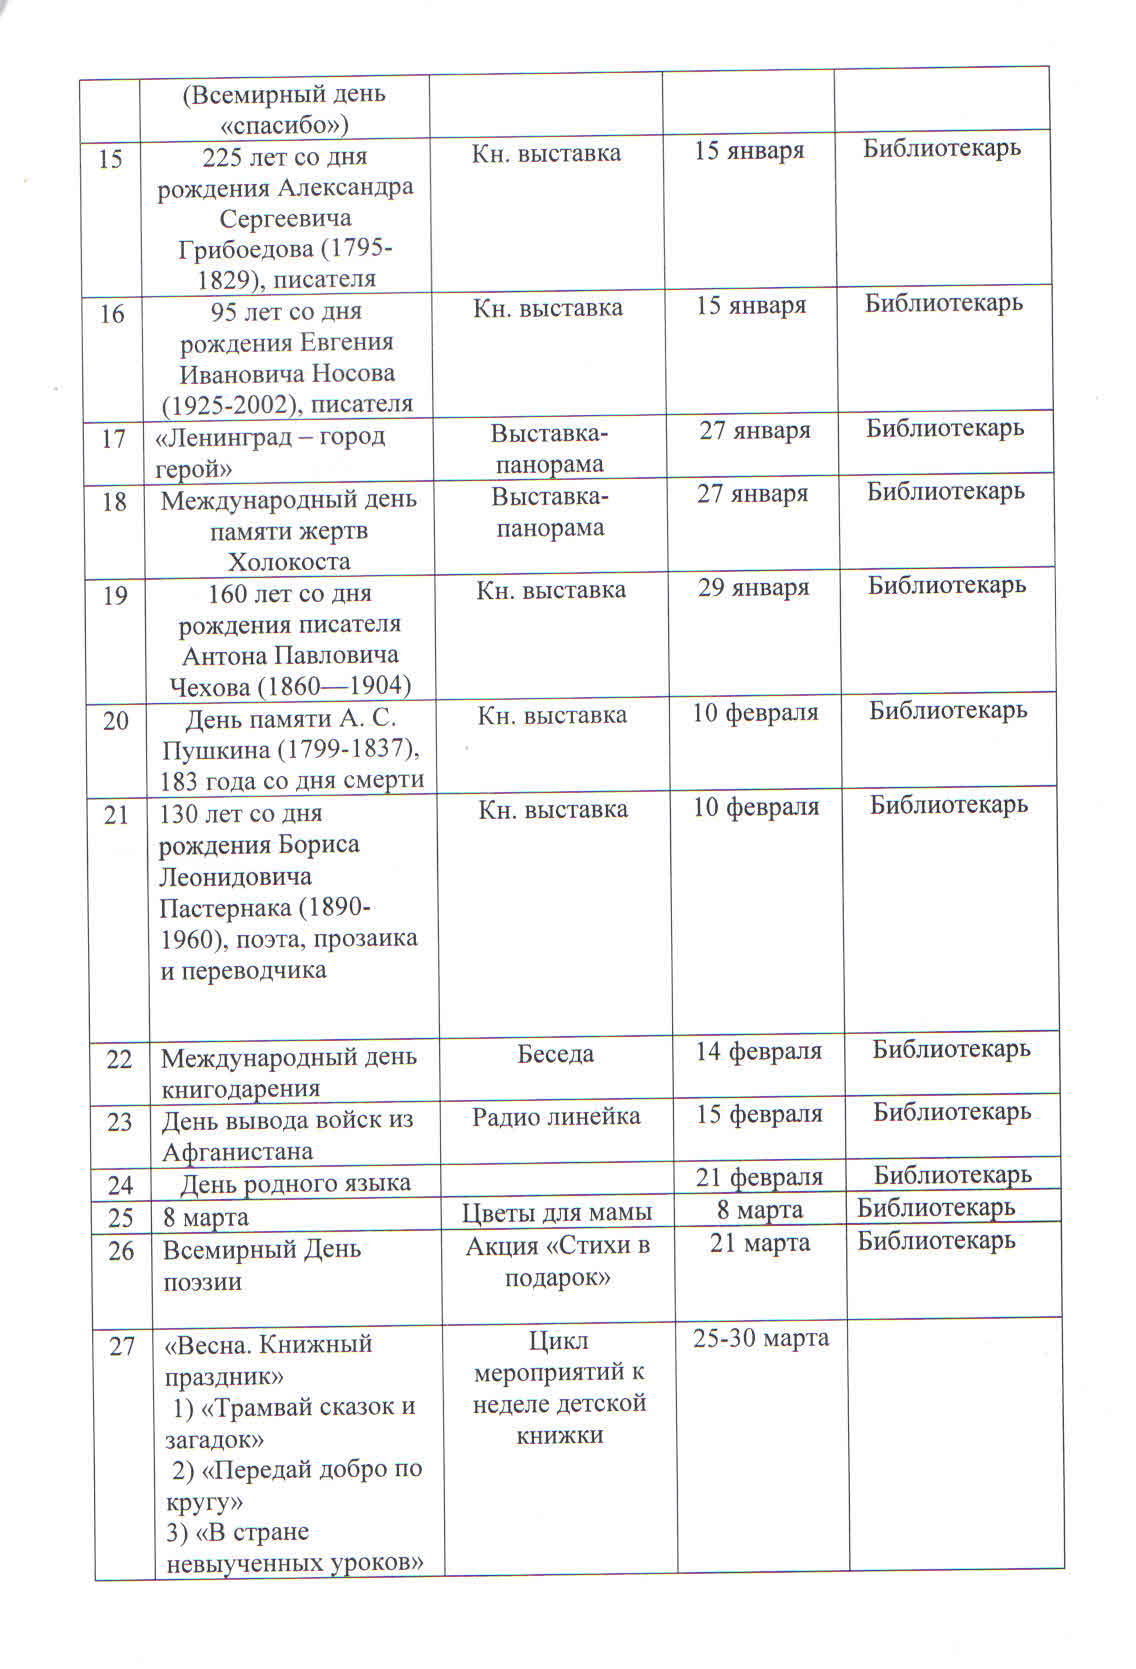 (Всемирный день
«спасибо»)
15 225 лет со дня Кн. выставка 15 января Библиотекарь
рождения Александра
Сергеевича
Грибоедова (1795-
1829), писателя
16 95 лет со дня Кн. выставка 15 января Библиотекарь
рождения Евгения
Ивановича Носова
(1925-2002), писателя
17 «Ленинград – город Выставка- 27 января Библиотекарь
герой» панорама
18 Международный день Выставка- 27 января Библиотекарь
памяти жертв панорама
Холокоста
19 160 лет со дня Кн. выставка 29 января Библиотекарь
рождения писателя
Антона Павловича
Чехова (1860—1904)
20 День памяти А. С. Кн. выставка 10 февраля Библиотекарь
Пушкина (1799-1837),
183 года со дня смерти
21 130 лет со дня Кн. выставка 10 февраля Библиотекарь
рождения Бориса
Леонидовича
Пастернака (1890-
1960), поэта, прозаика
и переводчика
22 Международный день Беседа 14 февраля Библиотекарь
книгодарения
23 День вывода войск из Радио линейка 15 февраля Библиотекарь
Афганистана
24 День родного языка 21 февраля Библиотекарь
25 8 марта Цветы для мамы 8 марта Библиотекарь
26 Всемирный День Акция «Стихи в 21 марта Библиотекарь
поэзии подарок»
27 «Весна. Книжный Цикл 25-30 марта
праздник» мероприятий к
1) «Трамвай сказок и неделе детской
загадок» книжки
2) «Передай добро по
кругу»
3) «В стране
невыученных уроков»